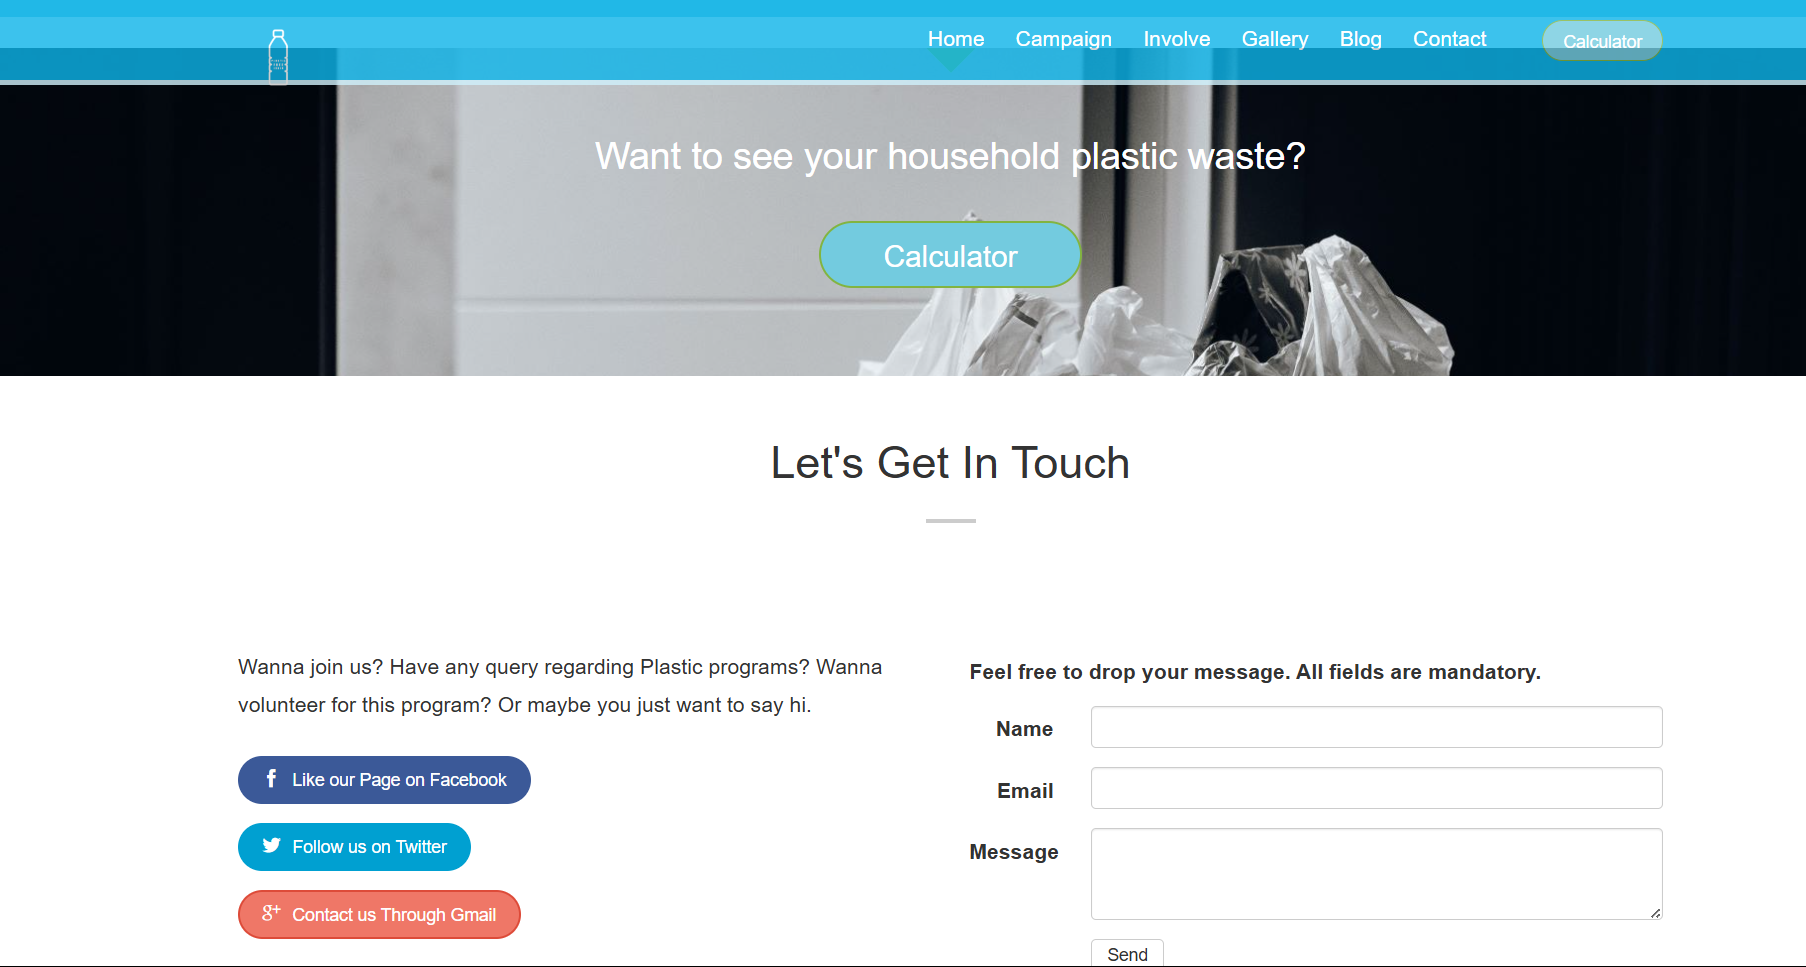 Home Campaign Involve Gallery Blog Contact Calculator
Want to see your household plastic waste?
Calculator
Let's Get In Touch
Wanna join us? Have any query regarding Plastic programs? Wanna
volunteer for this program? Or maybe you just want to say hi.
Like our Page on Facebook
Follow us on Twitter
Contact us Through Gmail
Feel free to drop your message. All fields are mandatory.
Name
Email
Message
Send